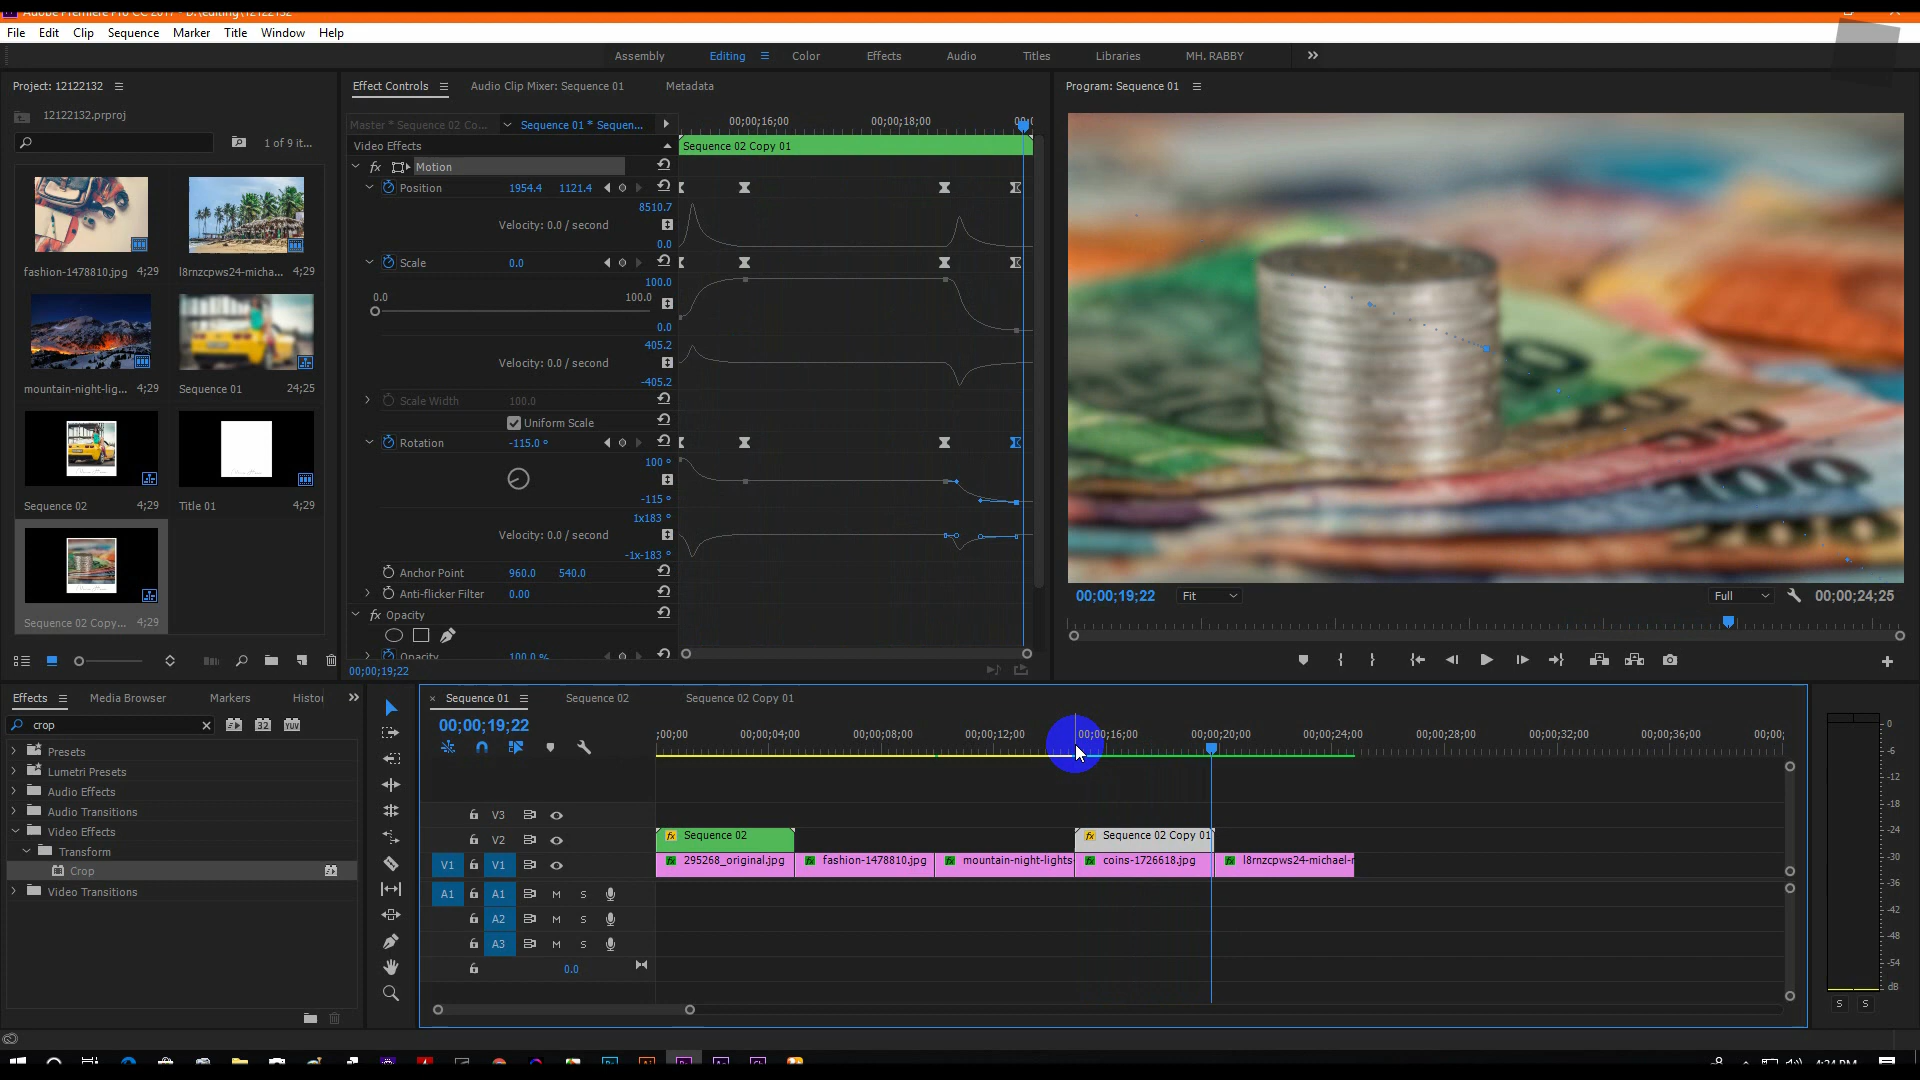 Adobe Premiere Pro CC 2017 - D:\editing\12122132
File Edit Clip Sequence Marker Title Window Help
Assembly Editing Color Effects Audio Titles Libraries MH. RABBY
Project: 12122132
12122132.prproj
1 of 9 it...
fashion-1478810.jpg 4;29
l8rnzcpws24-micha... 4;29
mountain-night-lig... 4;29
Sequence 01 24;25
Sequence 02 4;29
Title 01 4;29
Sequence 02 Copy... 4;29
Effect Controls Audio Clip Mixer: Sequence 01 Metadata
Master * Sequence 02 Co... Sequence 01 * Sequen...
00;00;16;00 00;00;18;00
Video Effects
Sequence 02 Copy 01
fx Motion
Position 1954.4 1121.4
8510.7
Velocity: 0.0 / second
0.0
Scale 0.0
100.0
0.0 100.0
0.0
405.2
Velocity: 0.0 / second
-405.2
Scale Width 100.0
Uniform Scale
Rotation -115.0 °
100 °
-115 °
1x183 °
Velocity: 0.0 / second
-1x-183 °
Anchor Point 960.0 540.0
Anti-flicker Filter 0.00
fx Opacity
Opacity 100.0 %
00;00;19;22
Program: Sequence 01
00;00;19;22 Fit Full 00;00;24;25
Effects Media Browser Markers Histor
crop
32 YUV
Presets
Lumetri Presets
Audio Effects
Audio Transitions
Video Effects
Transform
Crop
Video Transitions
× Sequence 01 Sequence 02 Sequence 02 Copy 01
00;00;19;22
;00;00 00;00;04;00 00;00;08;00 00;00;12;00 00;00;16;00 00;00;20;00 00;00;24;00 00;00;28;00 00;00;32;00 00;00;36;00 00;00;
V3
V2
fx Sequence 02 fx Sequence 02 Copy 01
V1 V1
295268_original.jpg fashion-1478810.jpg mountain-night-lights- coins-1726618.jpg l8rnzcpws24-michael-r
A1 A1 M S
A2 M S
A3 M S
0.0
0
-6
-12
-18
-24
-30
-36
-42
-48
-54
dB
S S
4:24 PM